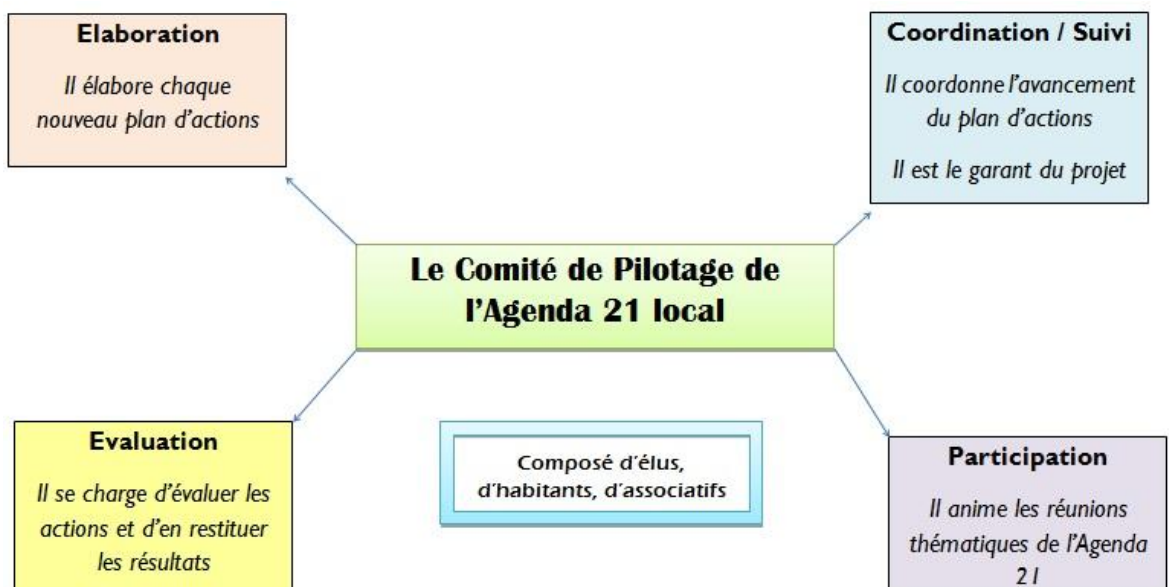 Elaboration
Il élabore chaque
nouveau plan d'actions
Coordination / Suivi
Il coordonne l'avancement
du plan d'actions
Il est le garant du projet
Le Comité de Pilotage de
l'Agenda 21 local
Evaluation
Il se charge d'évaluer les
actions et d'en restituer
les résultats
Composé d'élus,
d'habitants, d'associatifs
Participation
Il anime les réunions
thématiques de l'Agenda
21